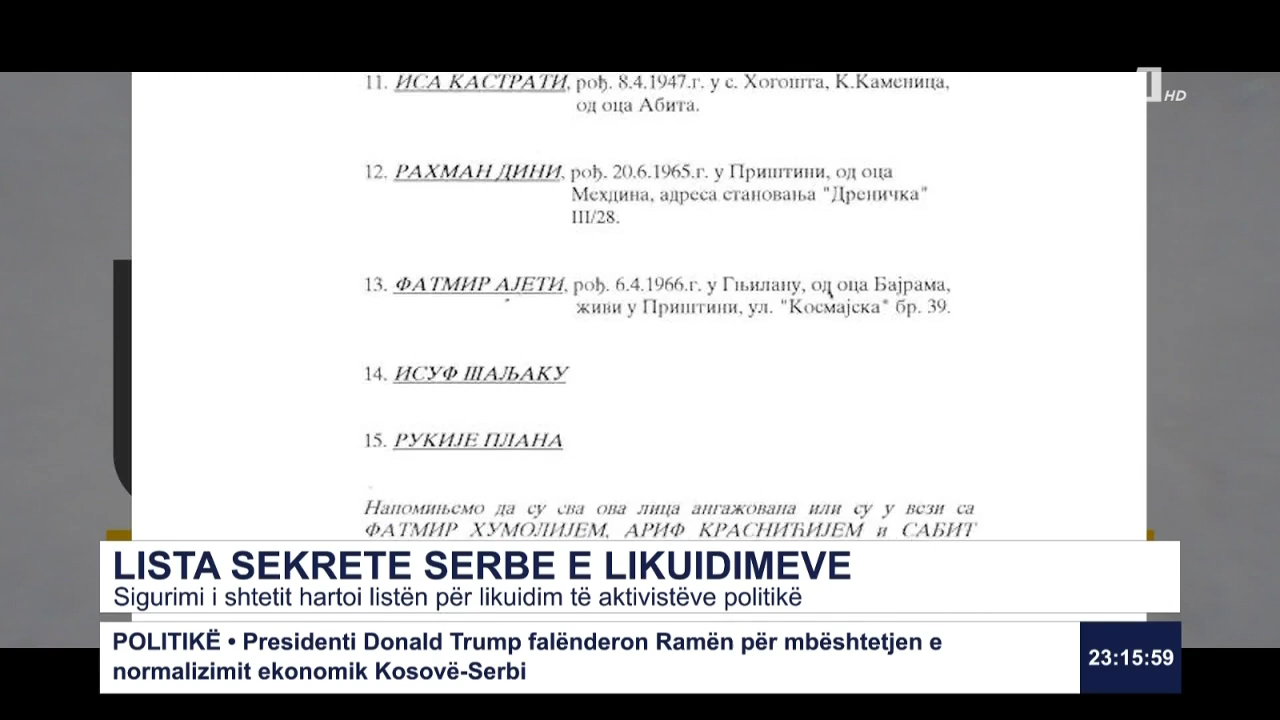 11. ИСА КАСТРАТИ, рођ. 8.4.1947.г. у с. Хогошта, К.Каменица,
од оца Абита.
HD
12. РАХМАН ДИНИ, рођ. 20.6.1965.г. у Приштини, од оца
Мехдина, адреса становања "Дреничка"
III/28.
13. ФАТМИР АЈЕТИ, рођ. 6.4.1966.г. у Гњилану, од оца Бајрама,
живи у Приштини, ул. "Космајска" бр. 39.
14. ИСУФ ШАЉАКУ
15. РУКИЈЕ ПЛАНА
Напомињемо да су сва ова лица ангажована или су у вези са
ФАТМИР ХУМОЛИЈЕМ, АРИФ КРАСНИЋИЈЕМ и САБИТ
LISTA SEKRETE SERBE E LIKUIDIMEVE
Sigurimi i shtetit hartoi listën për likuidim të aktivistëve politikë
POLITIKË • Presidenti Donald Trump falënderon Ramën për mbështetjen e
normalizimit ekonomik Kosovë-Serbi
23:15:59